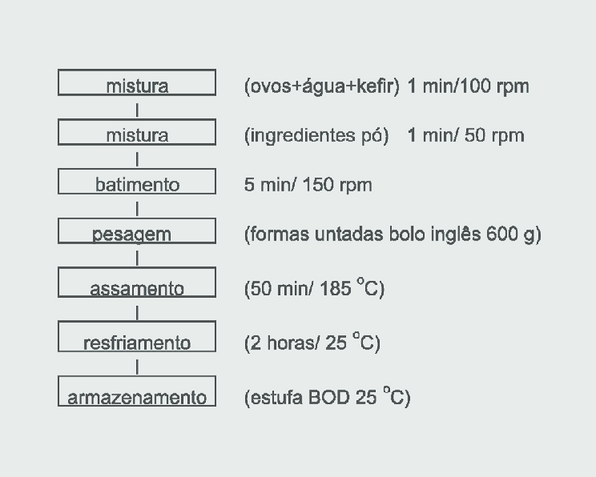 mistura (ovos+água+kefir) 1 min/100 rpm
mistura (ingredientes pó) 1 min/ 50 rpm
batimento 5 min/ 150 rpm
pesagem (formas untadas bolo inglês 600 g)
assamento (50 min/ 185 °C)
resfriamento (2 horas/ 25 °C)
armazenamento (estufa BOD 25 °C)